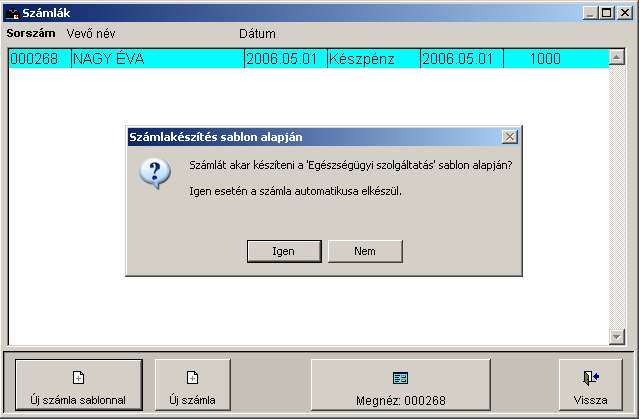 Számlák
Sorszám Vevő név Dátum
000268 NAGY ÉVA 2006.05.01 Készpénz 2006.05.01 1000
Számlakészítés sablon alapján
Számlát akar készíteni a 'Egészségügyi szolgáltatás' sablon alapján?
Igen esetén a számla automatikusa elkészül.
Igen Nem
Új számla sablonnal Új számla Megnéz: 000268 Vissza